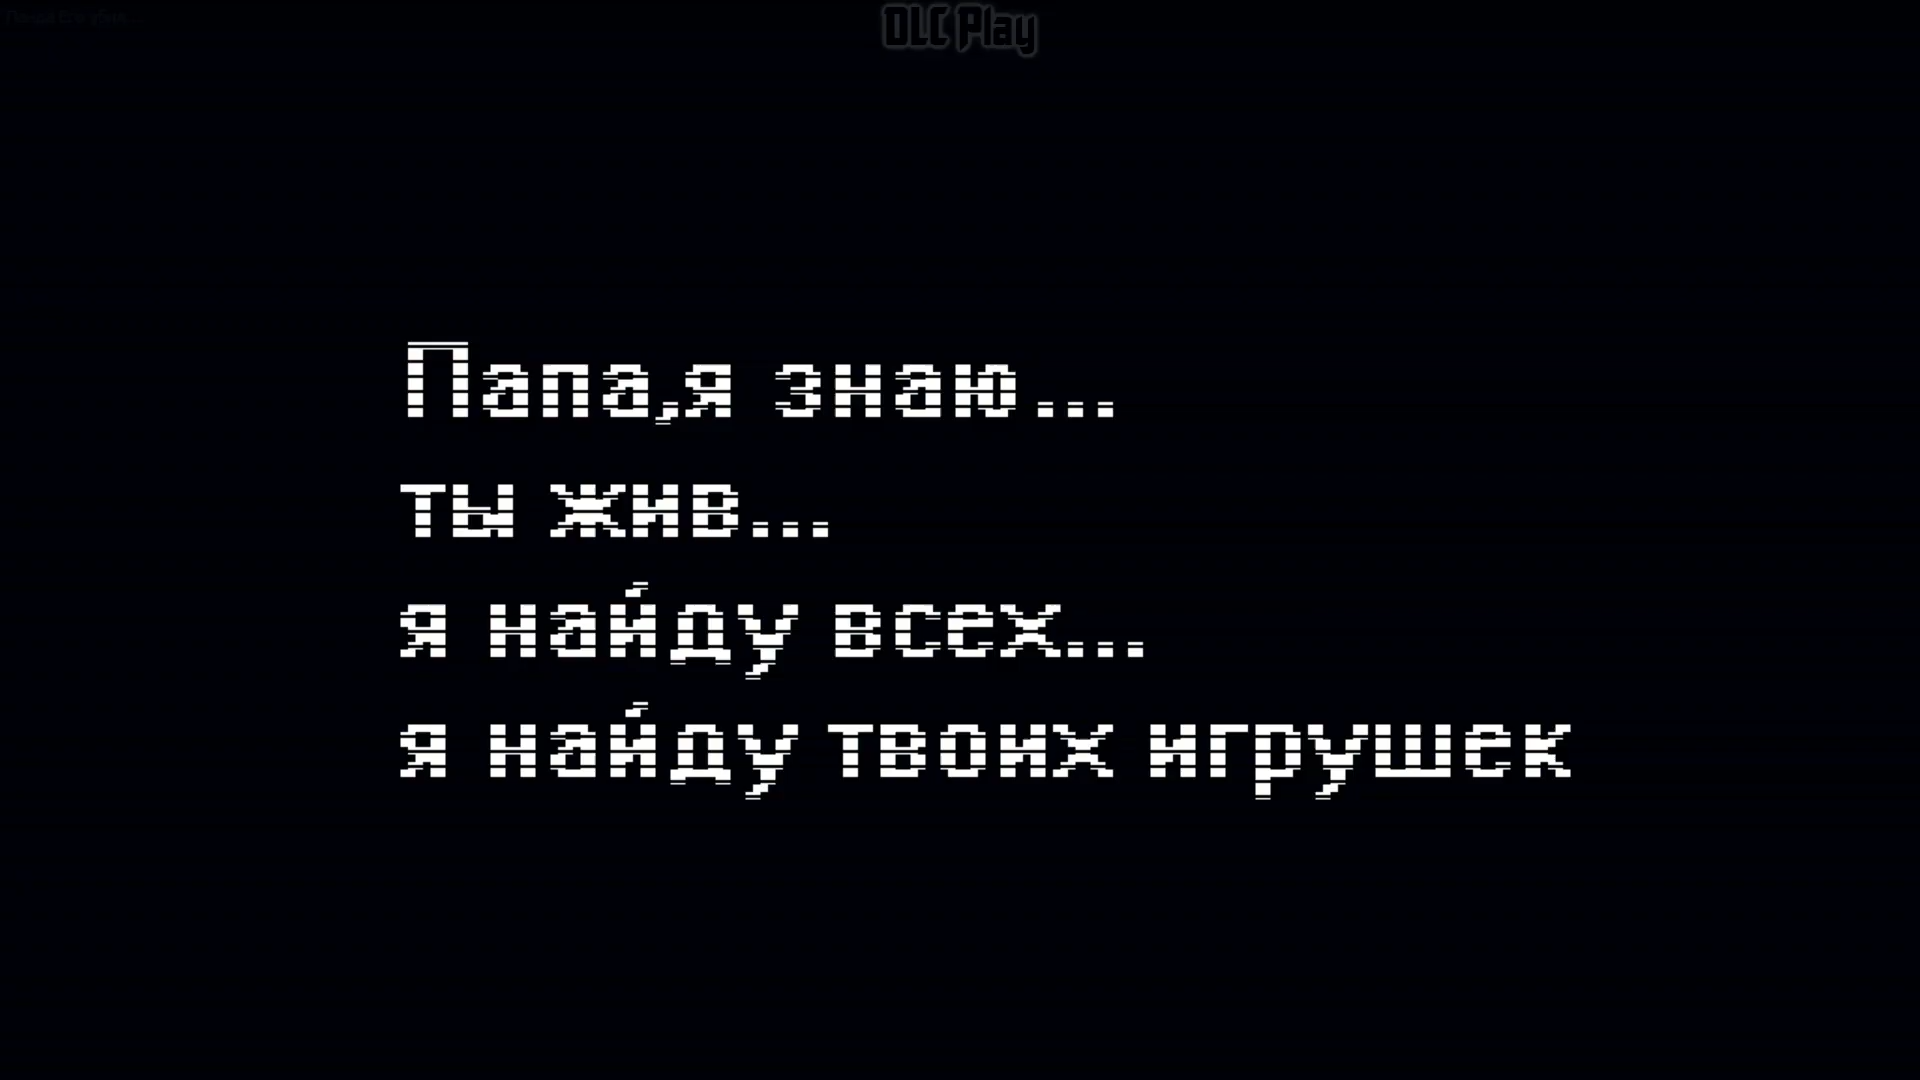 DLC Play
Папа,я знаю...
ты жив...
я найду всех...
я найду твоих игрушек